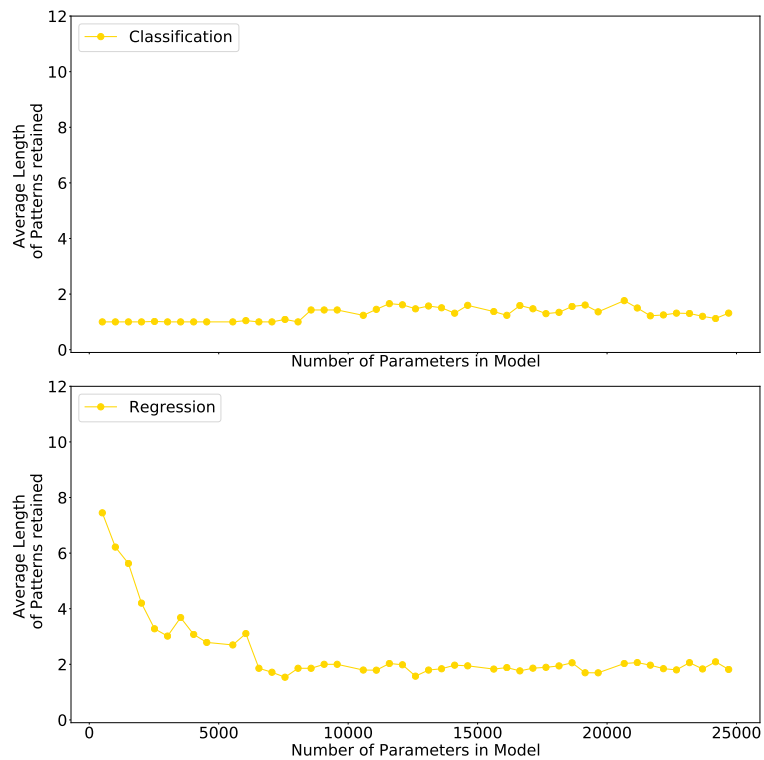 12
Classification
10
8
6
4
2
0
Average Length
of Patterns retained
Number of Parameters in Model
12
Regression
10
8
6
4
2
0
Average Length
of Patterns retained
0 5000 10000 15000 20000 25000
Number of Parameters in Model